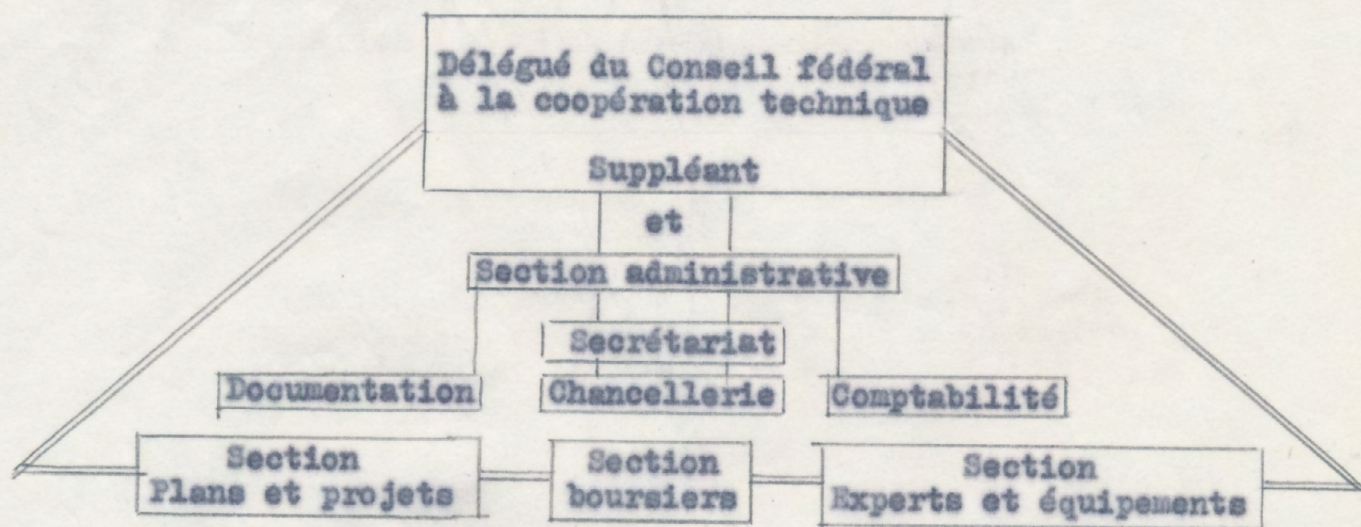 Délégué du Conseil fédéral
à la coopération technique
Suppléant
et
Section administrative
Secrétariat
Documentation
Chancellerie
Comptabilité
Section
Plans et projets
Section
boursiers
Section
Experts et équipements